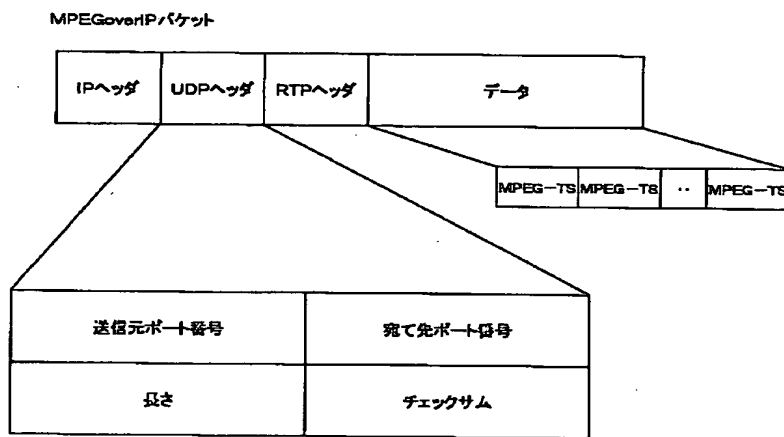 MPEGoverIPパケット
IPヘッダ UDPヘッダ RTPヘッダ データ
MPEG-TS MPEG-TS ‥ MPEG-TS
送信元ポート番号 宛て先ポート番号
長さ チェックサム